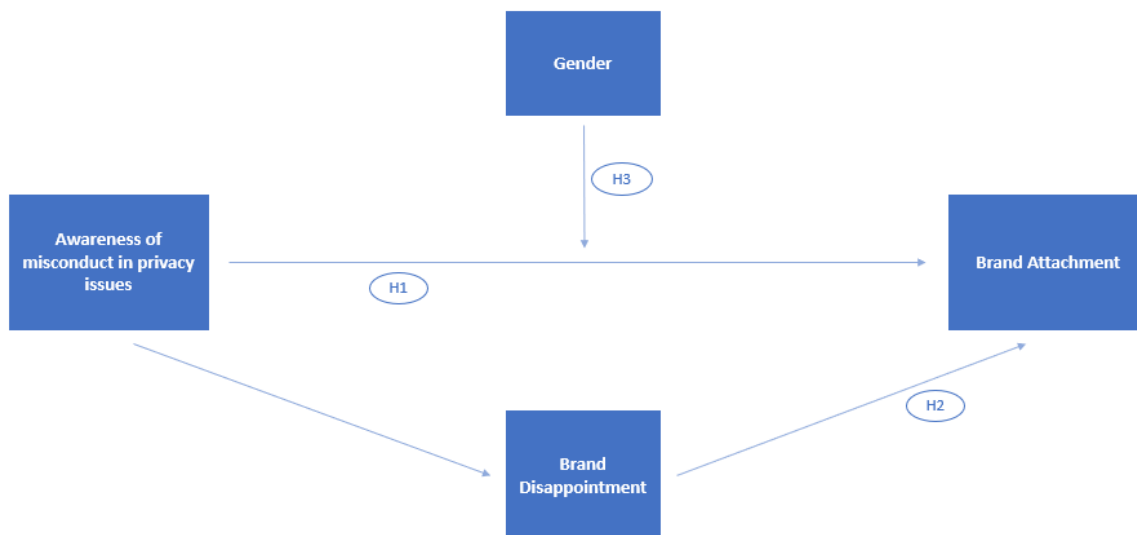 Gender
H3
Awareness of
misconduct in privacy
issues
Brand Attachment
H1
H2
Brand
Disappointment